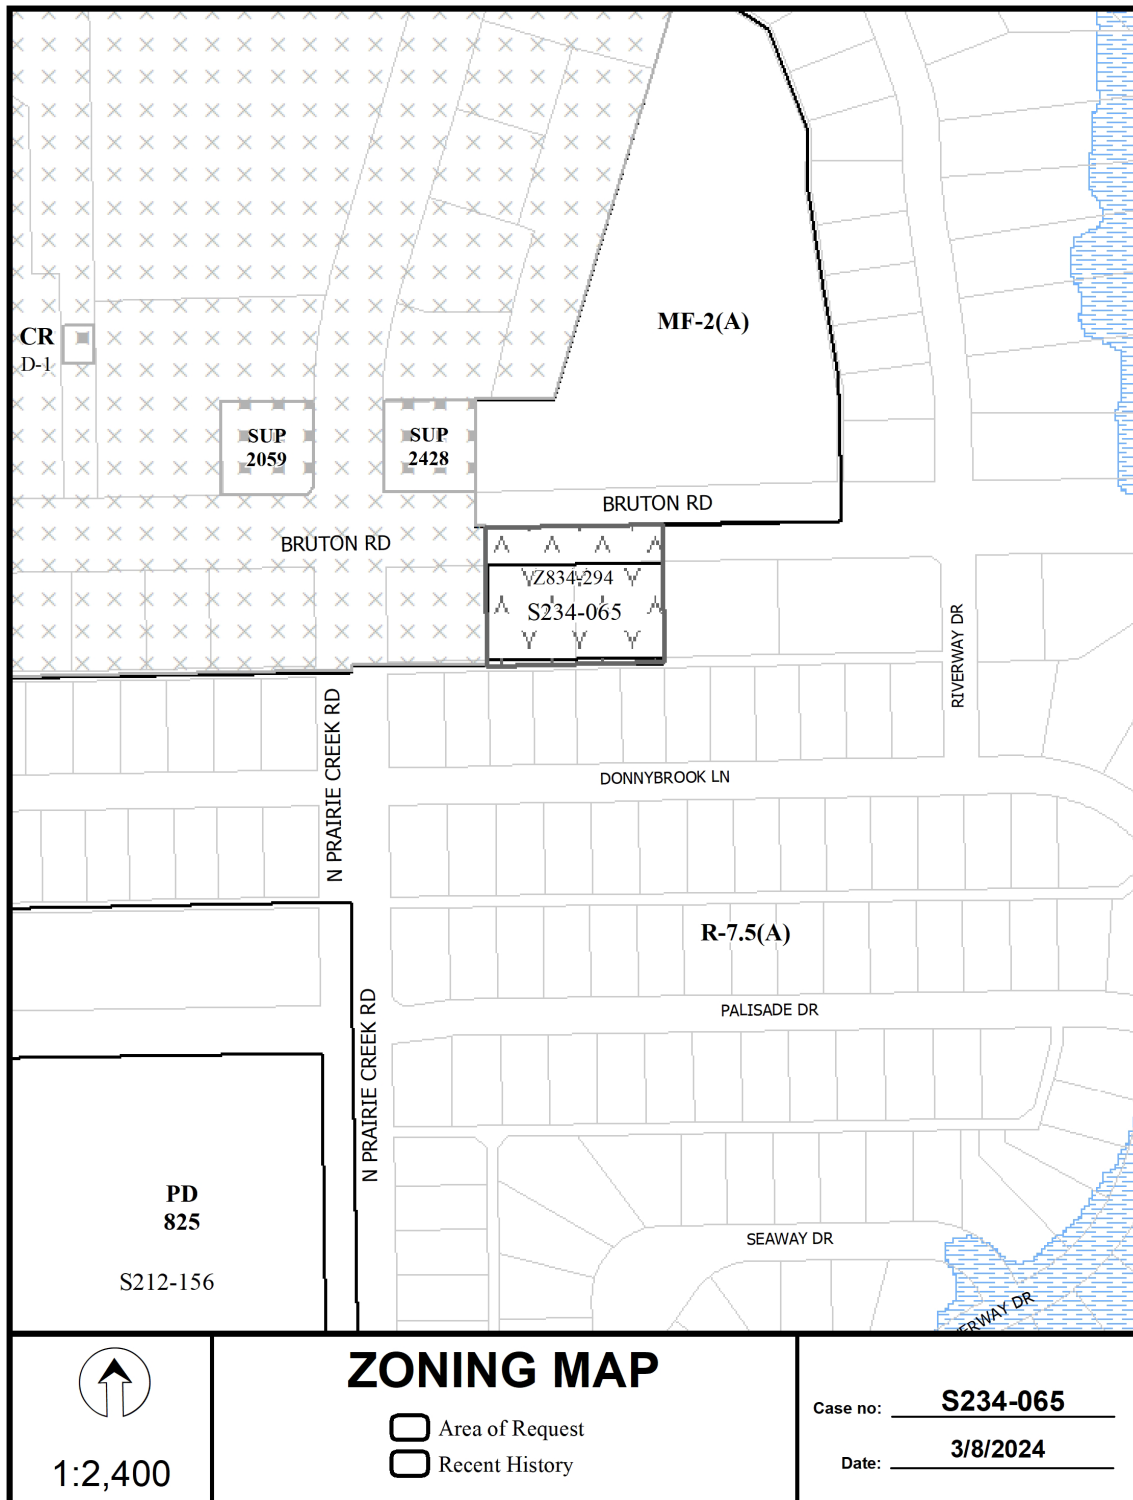 MF-2(A)
CR
D-1
SUP
2059
SUP
2428
BRUTON RD
BRUTON RD
Z834-294
S234-065
RIVERWAY DR
N PRAIRIE CREEK RD
DONNYBROOK LN
R-7.5(A)
PALISADE DR
N PRAIRIE CREEK RD
PD
825
SEAWAY DR
S212-156
ERWAY DR
1:2,400
ZONING MAP
Area of Request
Recent History
Case no: S234-065
Date: 3/8/2024